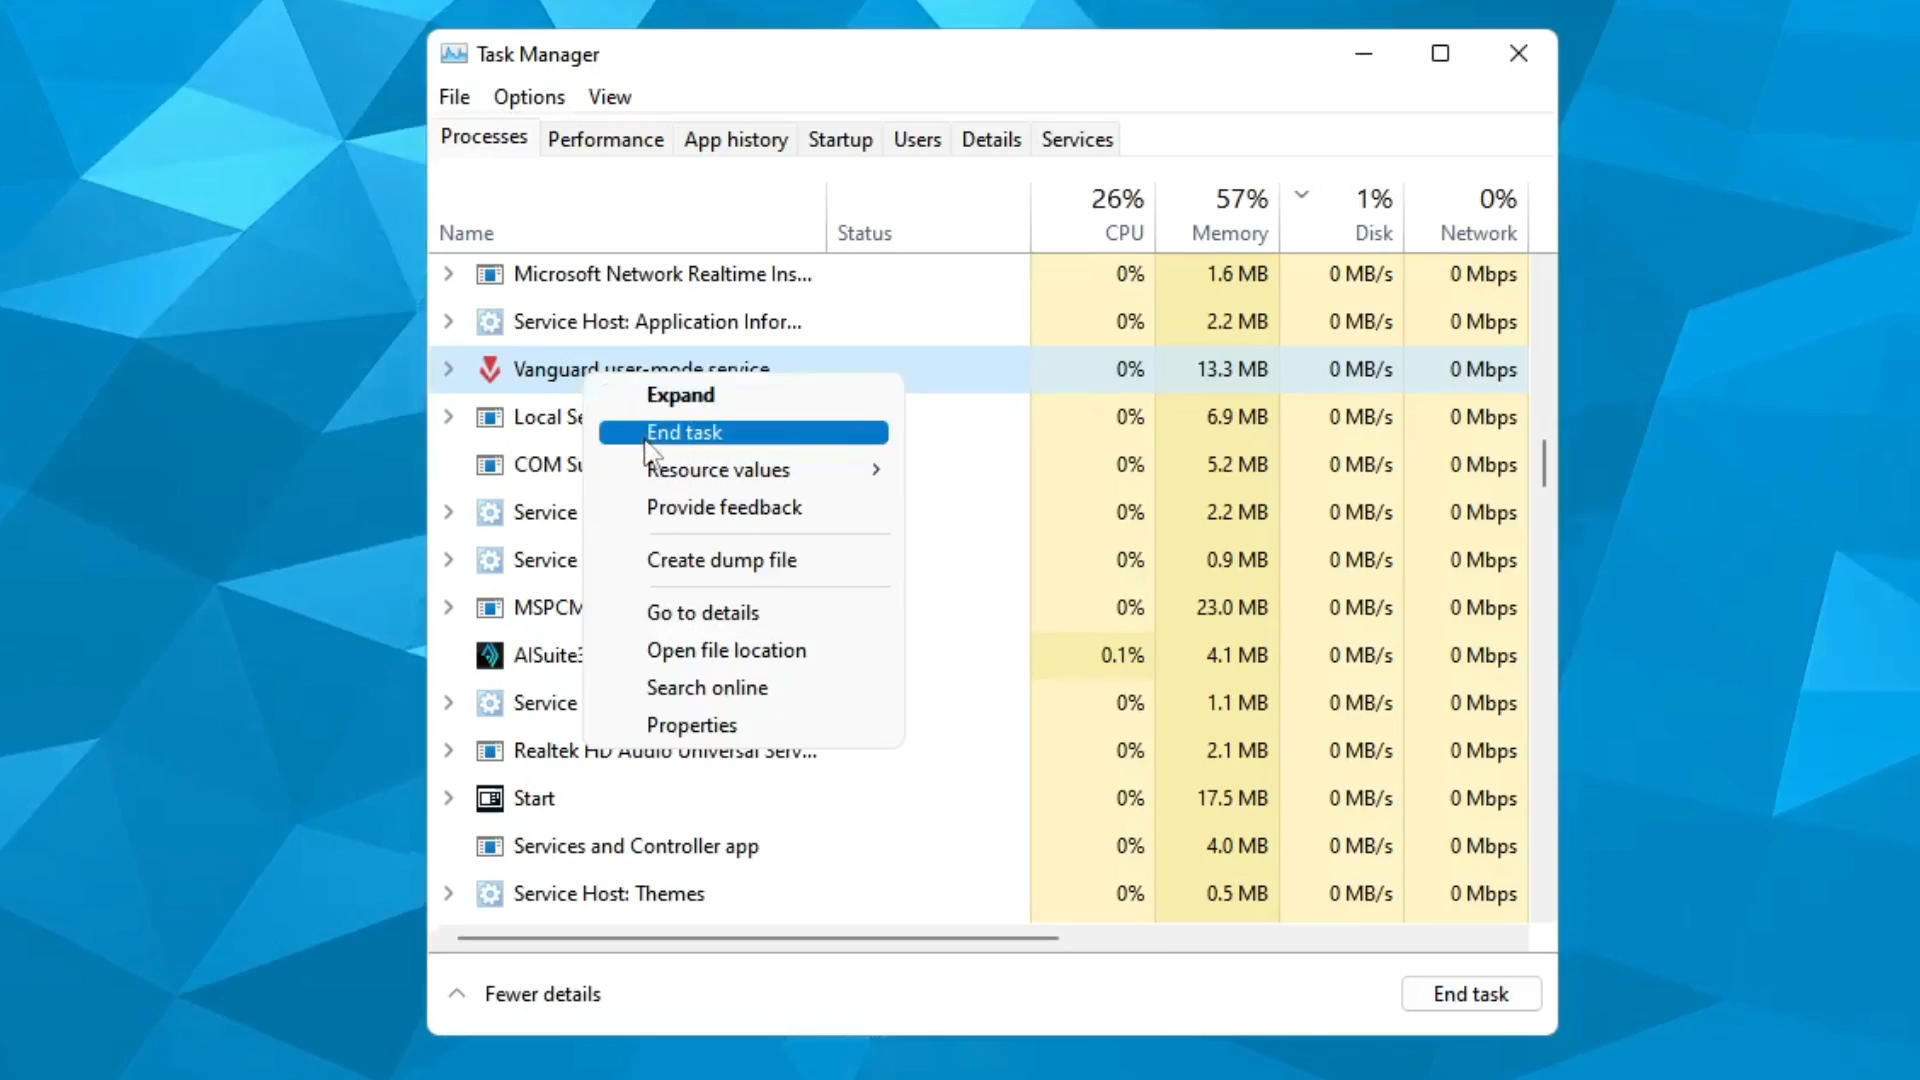 Task Manager
File Options View
Processes Performance App history Startup Users Details Services
26% 57% 1% 0%
Name Status CPU Memory Disk Network
Microsoft Network Realtime Ins... 0% 1.6 MB 0 MB/s 0 Mbps
Service Host: Application Infor... 0% 2.2 MB 0 MB/s 0 Mbps
Vanguard user-mode service 0% 13.3 MB 0 MB/s 0 Mbps
Expand
Local Se 0% 6.9 MB 0 MB/s 0 Mbps
End task
COM Su 0% 5.2 MB 0 MB/s 0 Mbps
Resource values
Service 0% 2.2 MB 0 MB/s 0 Mbps
Provide feedback
Service 0% 0.9 MB 0 MB/s 0 Mbps
Create dump file
MSPCM 0% 23.0 MB 0 MB/s 0 Mbps
Go to details
AISuite3 0.1% 4.1 MB 0 MB/s 0 Mbps
Open file location
Service 0% 1.1 MB 0 MB/s 0 Mbps
Search online
Properties
Realtek HD Audio Universal Serv... 0% 2.1 MB 0 MB/s 0 Mbps
Start 0% 17.5 MB 0 MB/s 0 Mbps
Services and Controller app 0% 4.0 MB 0 MB/s 0 Mbps
Service Host: Themes 0% 0.5 MB 0 MB/s 0 Mbps
Fewer details End task